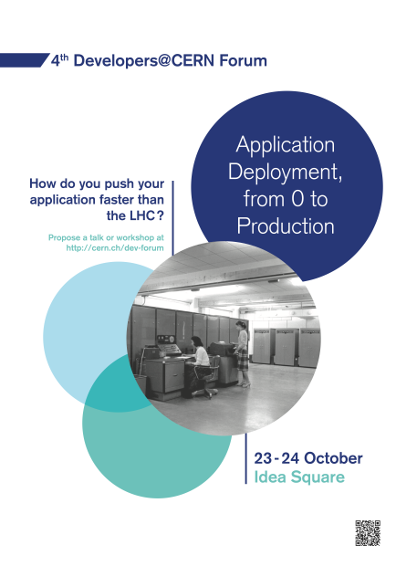 4th Developers@CERN Forum
Application
Deployment,
from 0 to
Production
How do you push your
application faster than
the LHC?
Propose a talk or workshop at
http://cern.ch/dev-forum
23-24 October
Idea Square